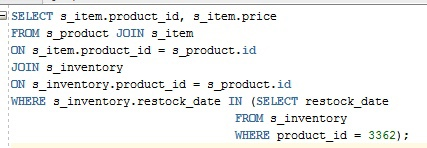 SELECT s_item.product_id, s_item.price
FROM s_product JOIN s_item
ON s_item.product_id = s_product.id
JOIN s_inventory
ON s_inventory.product_id = s_product.id
WHERE s_inventory.restock_date IN (SELECT restock_date
FROM s_inventory
WHERE product_id = 3362);